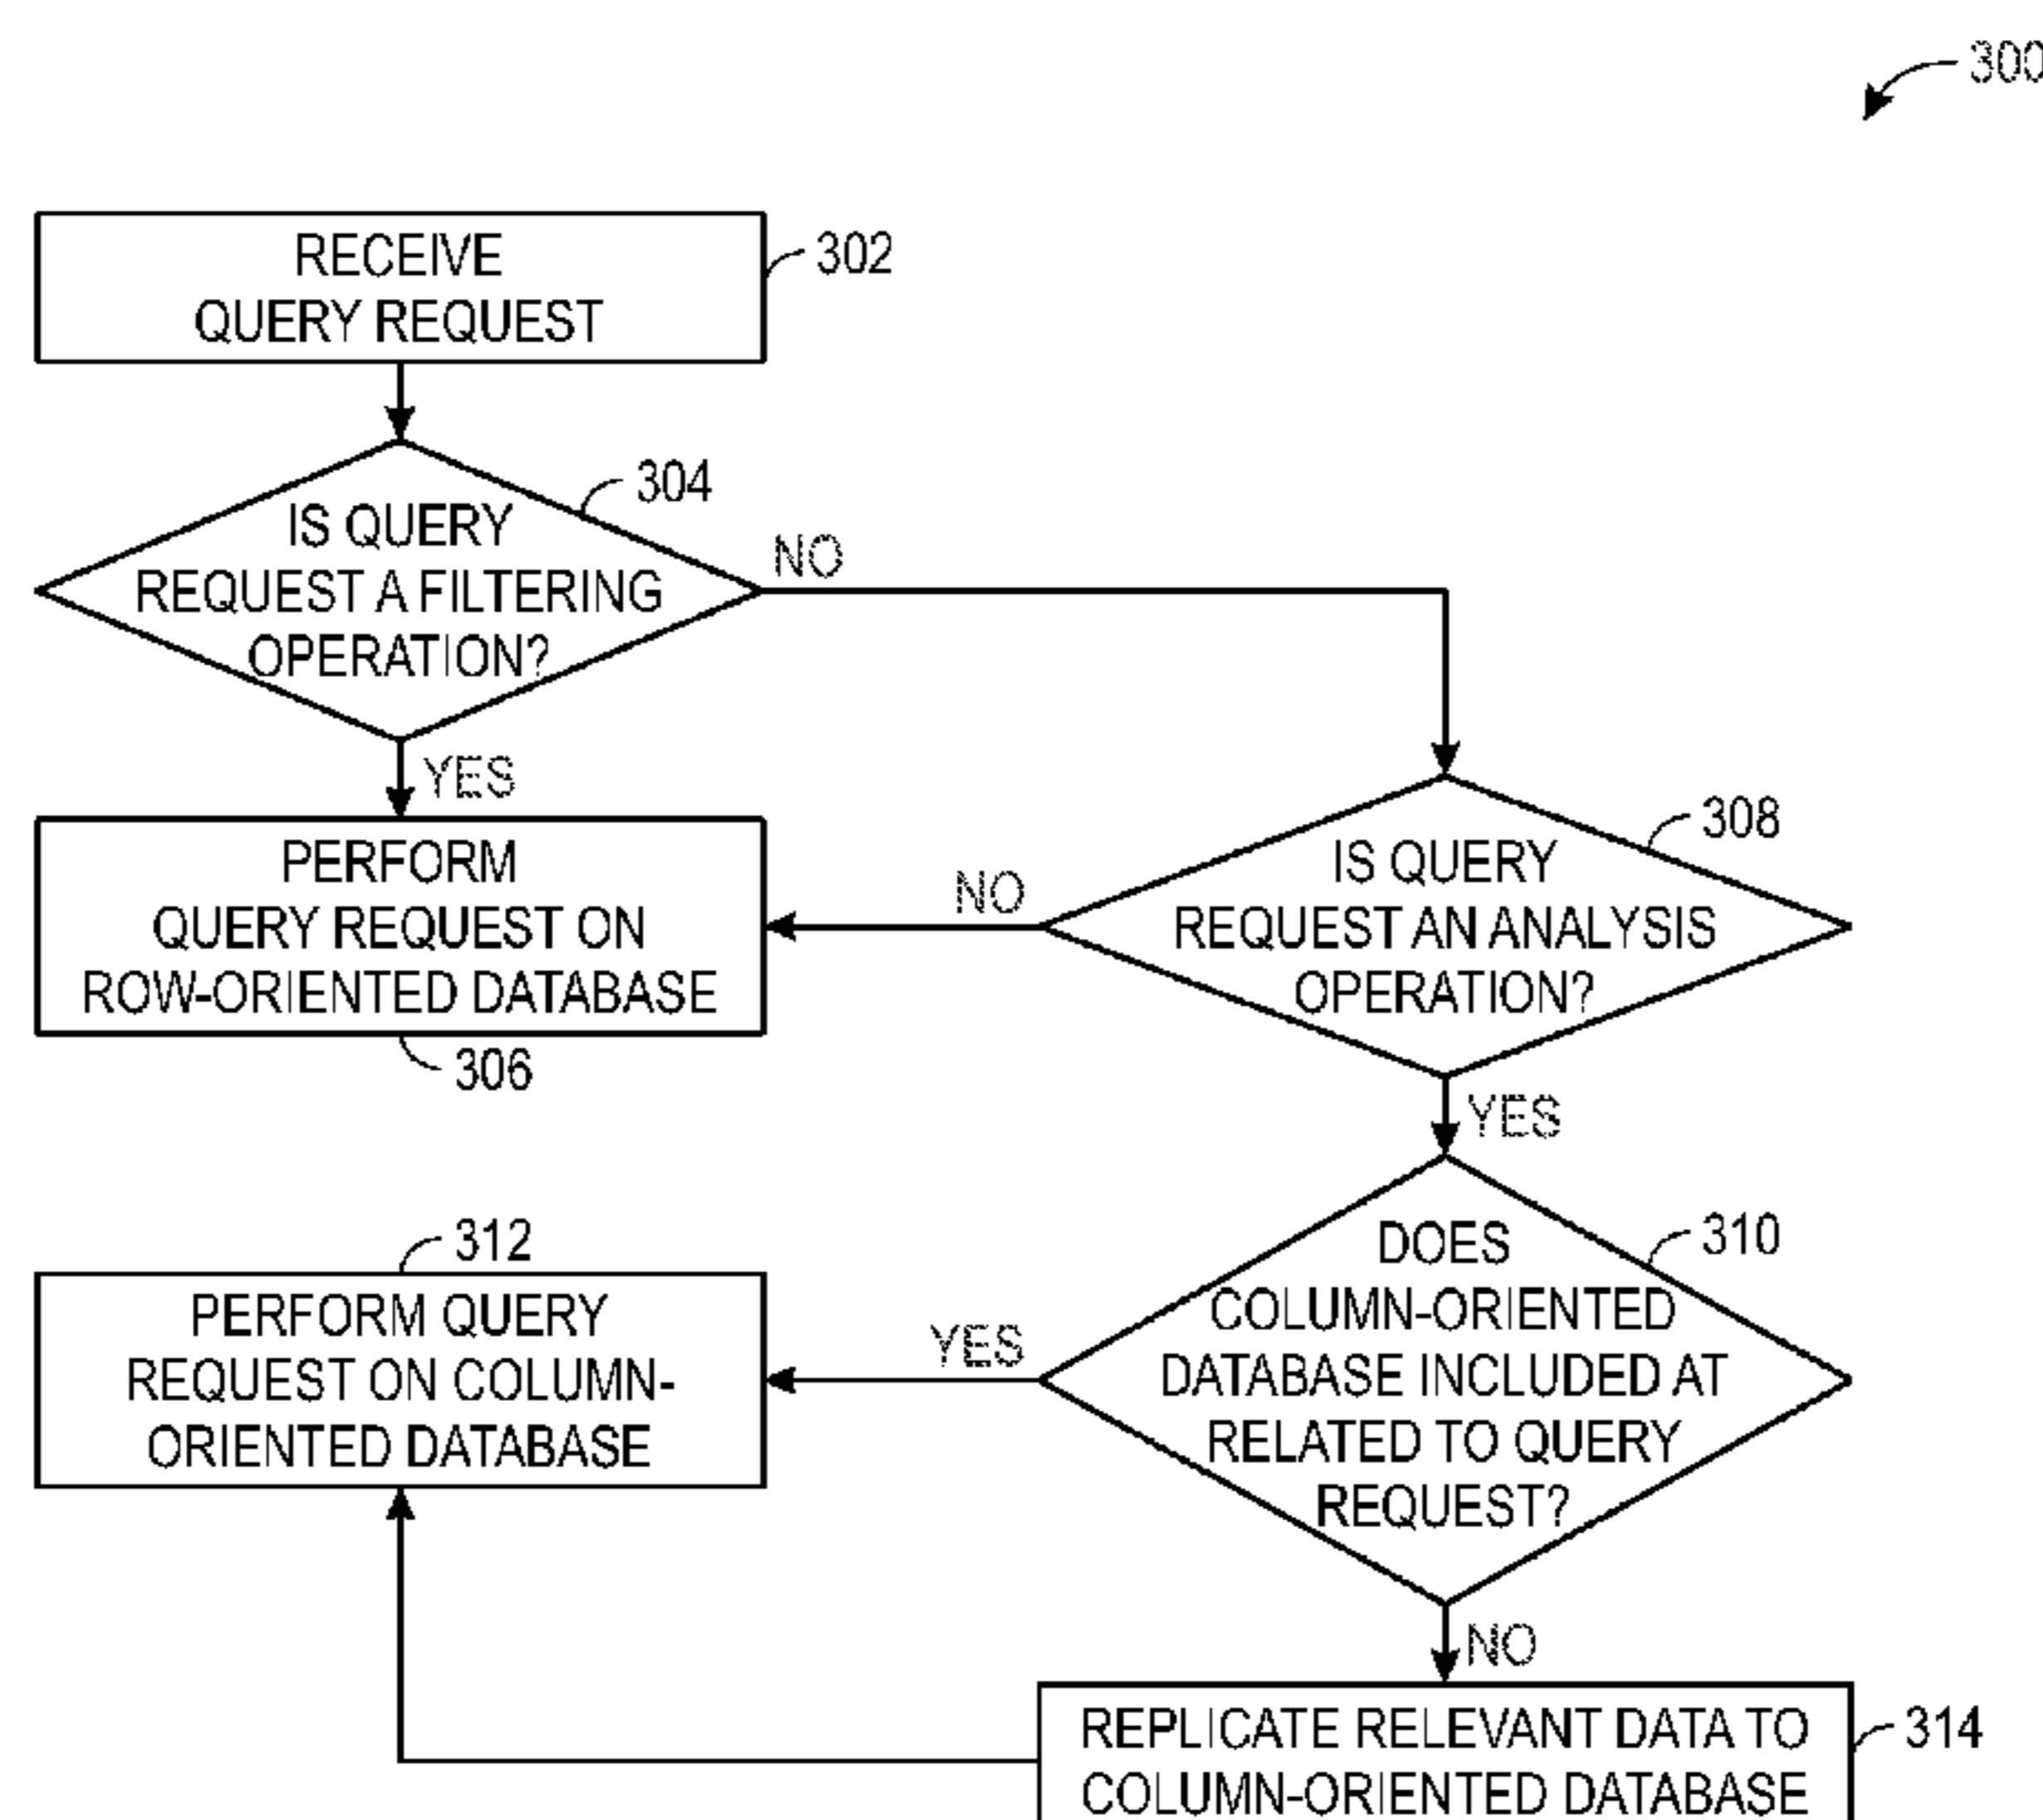 300
RECEIVE
QUERY REQUEST
302
304
IS QUERY
REQUEST A FILTERING
OPERATION?
NO
YES
PERFORM
QUERY REQUEST ON
ROW-ORIENTED DATABASE
306
308
IS QUERY
REQUEST AN ANALYSIS
OPERATION?
NO
YES
310
DOES
COLUMN-ORIENTED
DATABASE INCLUDED AT
RELATED TO QUERY
REQUEST?
YES
312
PERFORM QUERY
REQUEST ON COLUMN-
ORIENTED DATABASE
NO
REPLICATE RELEVANT DATA TO
COLUMN-ORIENTED DATABASE
314